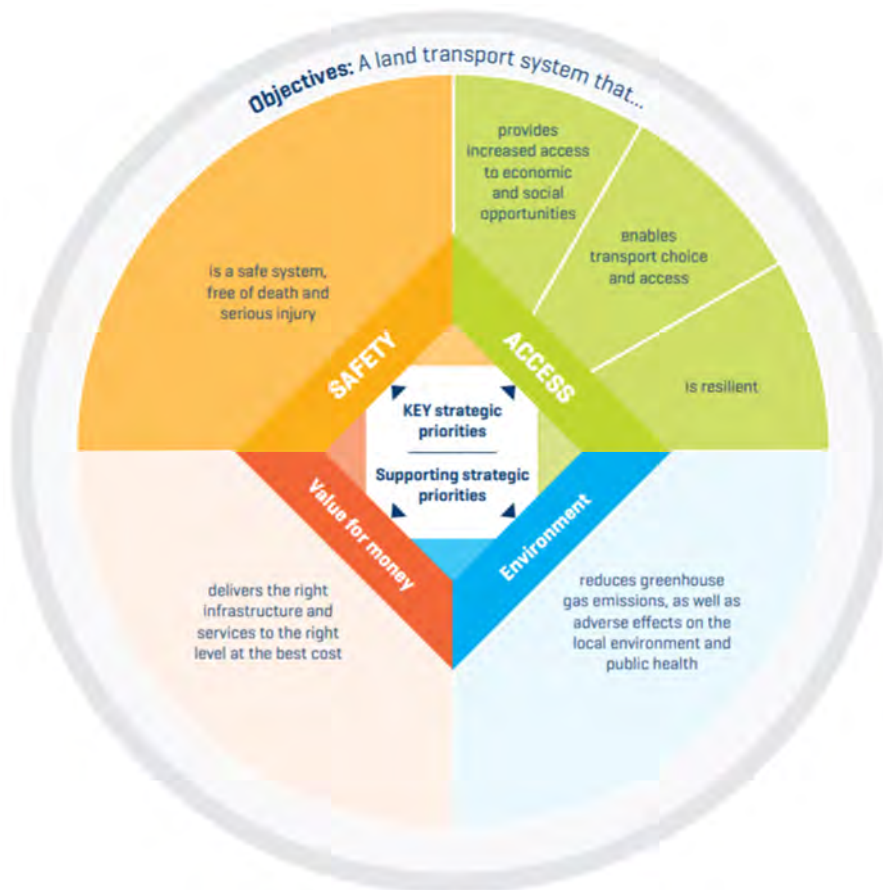 Objectives: A land transport system that...
provides
increased access
to economic
and social
opportunities
enables
transport choice
and access
is resilient
is a safe system,
free of death and
serious injury
SAFETY
ACCESS
KEY strategic
priorities
Supporting strategic
priorities
Value for money
Environment
delivers the right
infrastructure and
services to the right
level at the best cost
reduces greenhouse
gas emissions, as well as
adverse effects on the
local environment and
public health